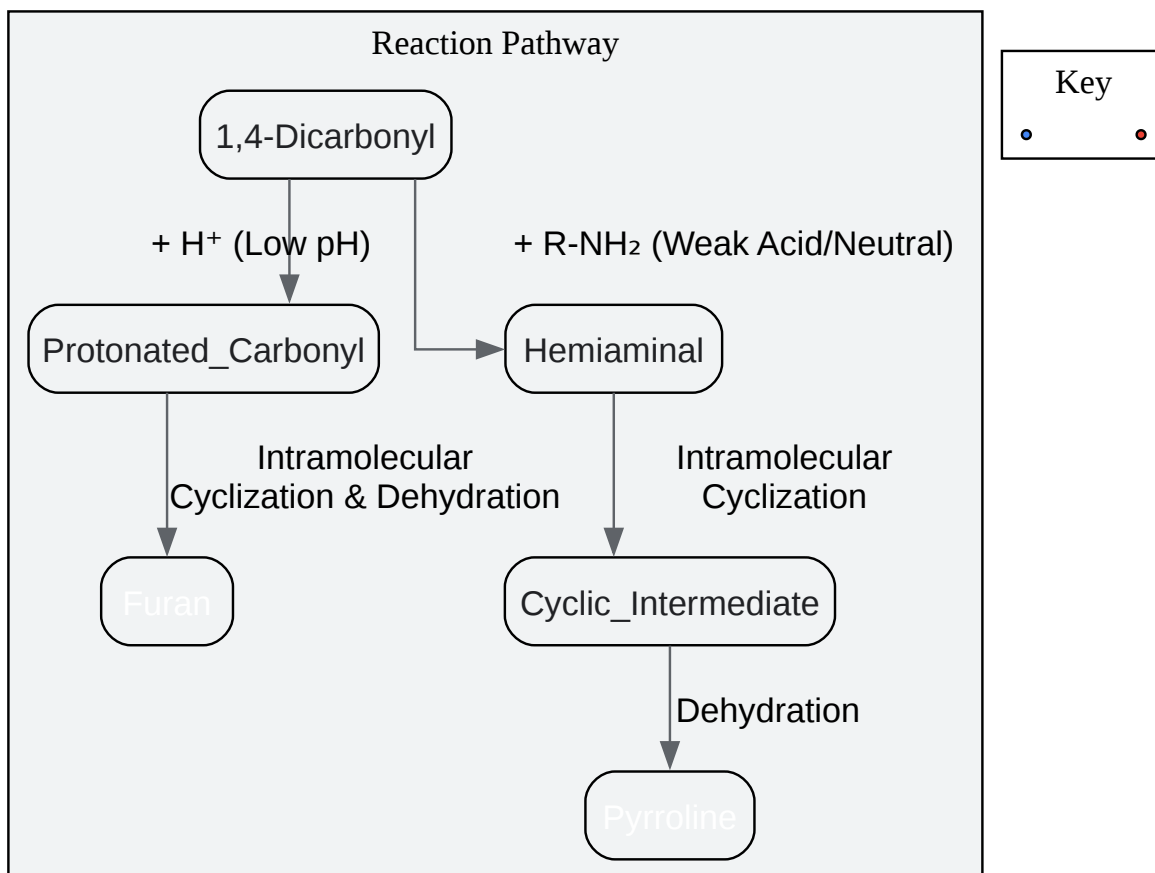 Reaction Pathway
Key
1,4-Dicarbonyl
+ H⁺ (Low pH)
+ R-NH₂ (Weak Acid/Neutral)
Protonated_Carbonyl
Hemiaminal
Intramolecular
Cyclization & Dehydration
Intramolecular
Cyclization
Furan
Cyclic_Intermediate
Dehydration
Pyrroline